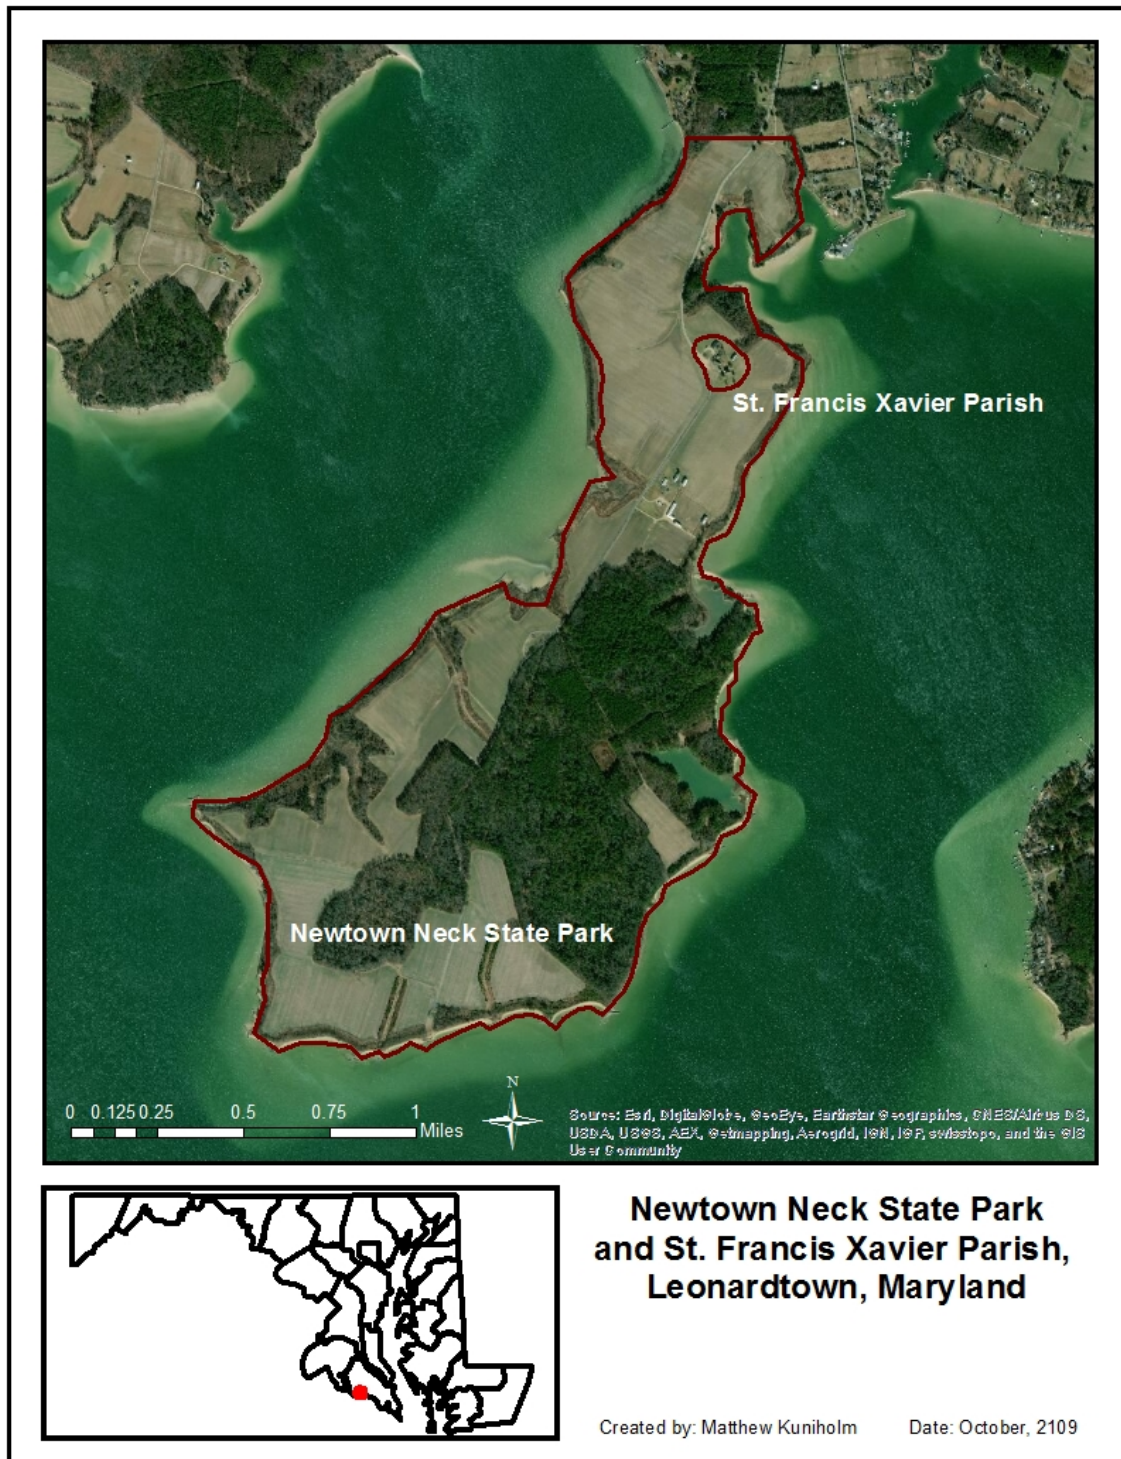 St. Francis Xavier Parish
Newtown Neck State Park
N
0 0.125 0.25 0.5 0.75 1
Miles
Source: Esri, DigitalGlobe, GeoEye, Earthstar Geographics, CNES/Airbus DS,
USDA, USGS, AEX, Getmapping, Aerogrid, IGN, IGP, swisstopo, and the GIS
User Community
Newtown Neck State Park
and St. Francis Xavier Parish,
Leonardtown, Maryland
Created by: Matthew Kuniholm Date: October, 2109